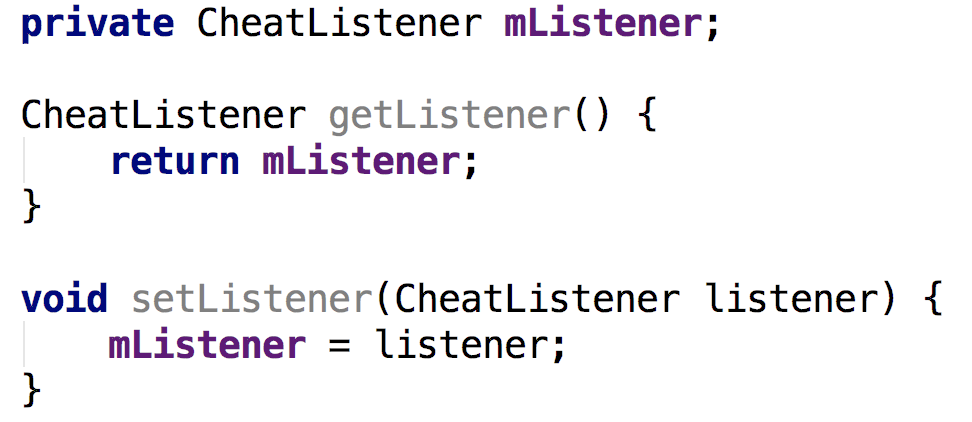 private CheatListener mListener;
CheatListener getListener() {
return mListener;
}
void setListener(CheatListener listener) {
mListener = listener;
}